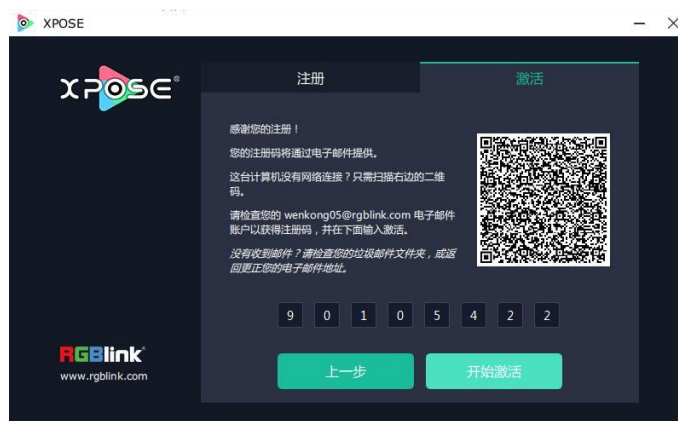 XPOSE
XPOSE®
注册
激活
感谢您的注册！
您的注册码将通过电子邮件提供。
这台计算机没有网络连接？只需扫描右边的二维
码。
请检查您的 wenkong05@rgblink.com 电子邮件
账户以获得注册码，并在下面输入激活。
没有收到邮件？请检查您的垃圾邮件文件夹，或返
回更正您的电子邮件地址。
9 0 1 0 5 4 2 2
上一步
开始激活
RGBlink®
www.rgblink.com